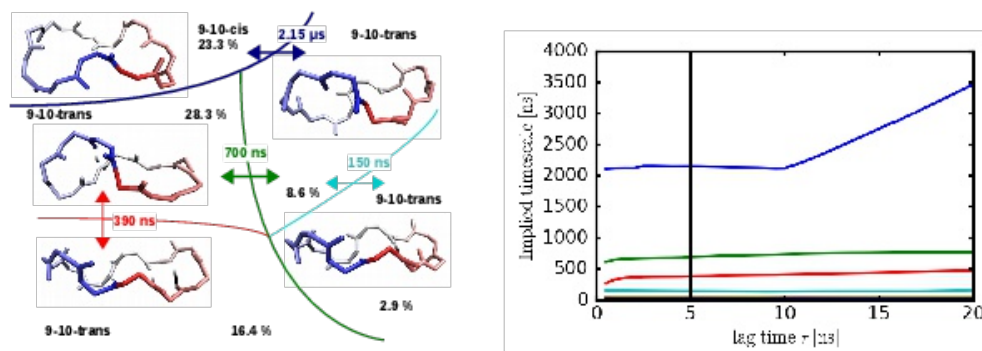 9-10-cis
23.3 %
2.15 µs
9-10-trans
9-10-trans
28.3 %
700 ns
150 ns
8.6 %
9-10-trans
390 ns
2.9 %
9-10-trans
16.4 %
Implied timescale [ns]
4000
3500
3000
2500
2000
1500
1000
500
0
0
5
10
15
20
lag time τ [ns]